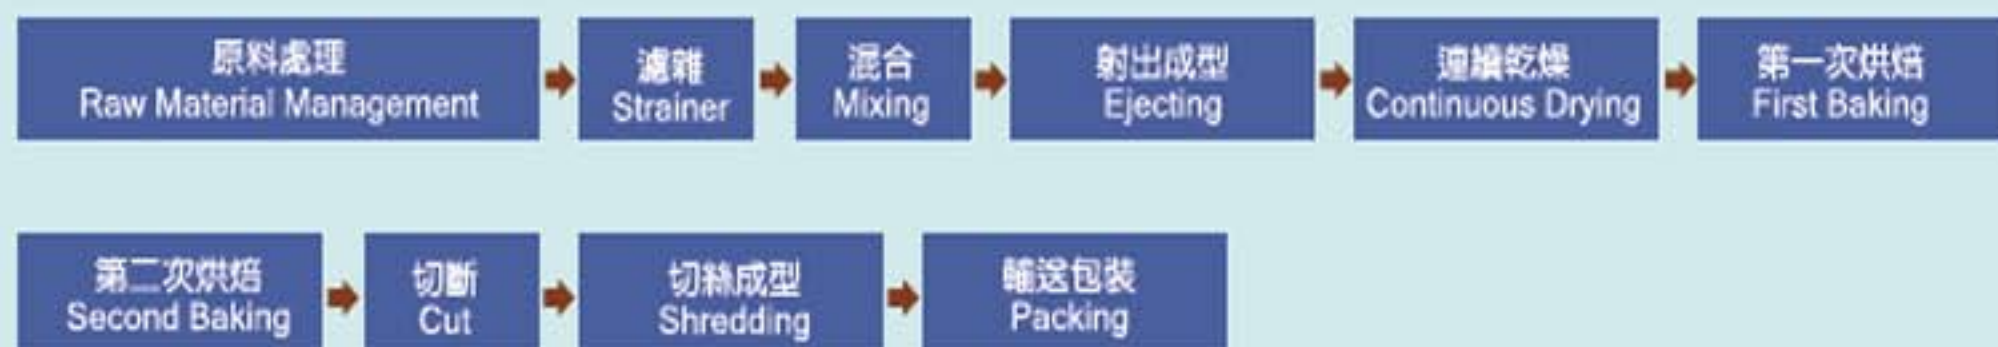 原料處理
Raw Material Management
濾雜
Strainer
混合
Mixing
射出成型
Ejecting
連續乾燥
Continuous Drying
第一次烘焙
First Baking
第二次烘焙
Second Baking
切斷
Cut
切絲成型
Shredding
輸送包裝
Packing